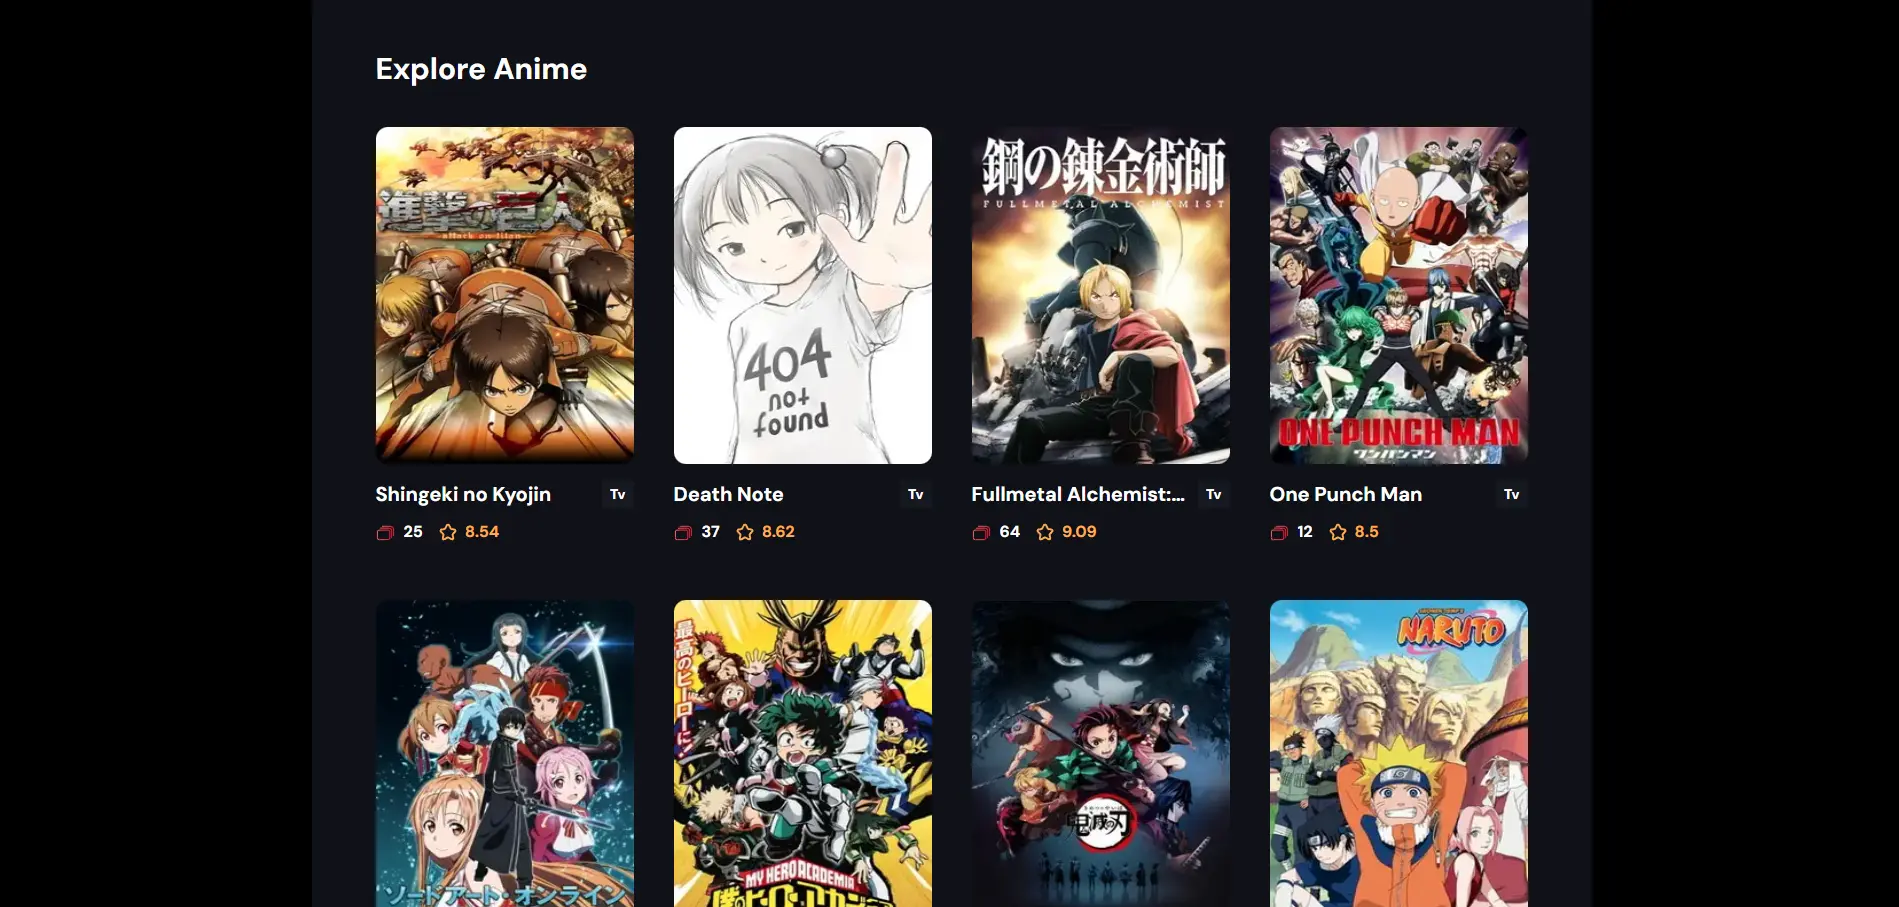 Explore Anime
進撃の巨人
attack on titan
404
not
found
鋼の錬金術師
FULLMETAL ALCHEMIST
ONE PUNCH MAN
ワンパンマン
Shingeki no Kyojin
Tv
25
8.54
Death Note
Tv
37
8.62
Fullmetal Alchemist:...
Tv
64
9.09
One Punch Man
Tv
12
8.5
ソードアート・オンライン
最高のヒーローに!
MY HERO ACADEMIA
僕のヒーローアカデミア
鬼滅の刃
NARUTO